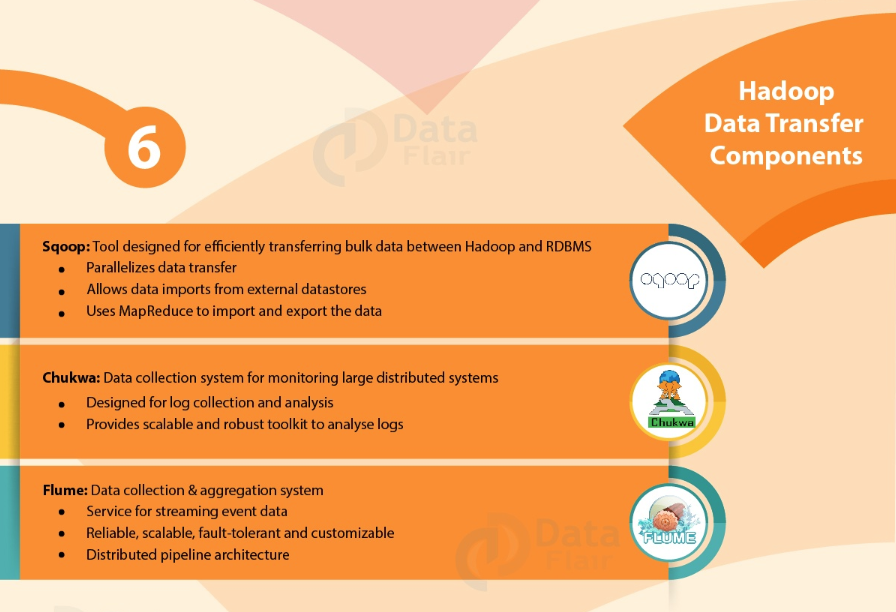 6
Data
Flair
Hadoop
Data Transfer
Components
Sqoop: Tool designed for efficiently transferring bulk data between Hadoop and RDBMS
● Parallelizes data transfer
● Allows data imports from external datastores
● Uses MapReduce to import and export the data
sqoop
Chukwa: Data collection system for monitoring large distributed systems
● Designed for log collection and analysis
● Provides scalable and robust toolkit to analyse logs
Chukwa
Flume: Data collection & aggregation system
● Service for streaming event data
● Reliable, scalable, fault-tolerant and customizable
● Distributed pipeline architecture
FLUME
Data
Flair